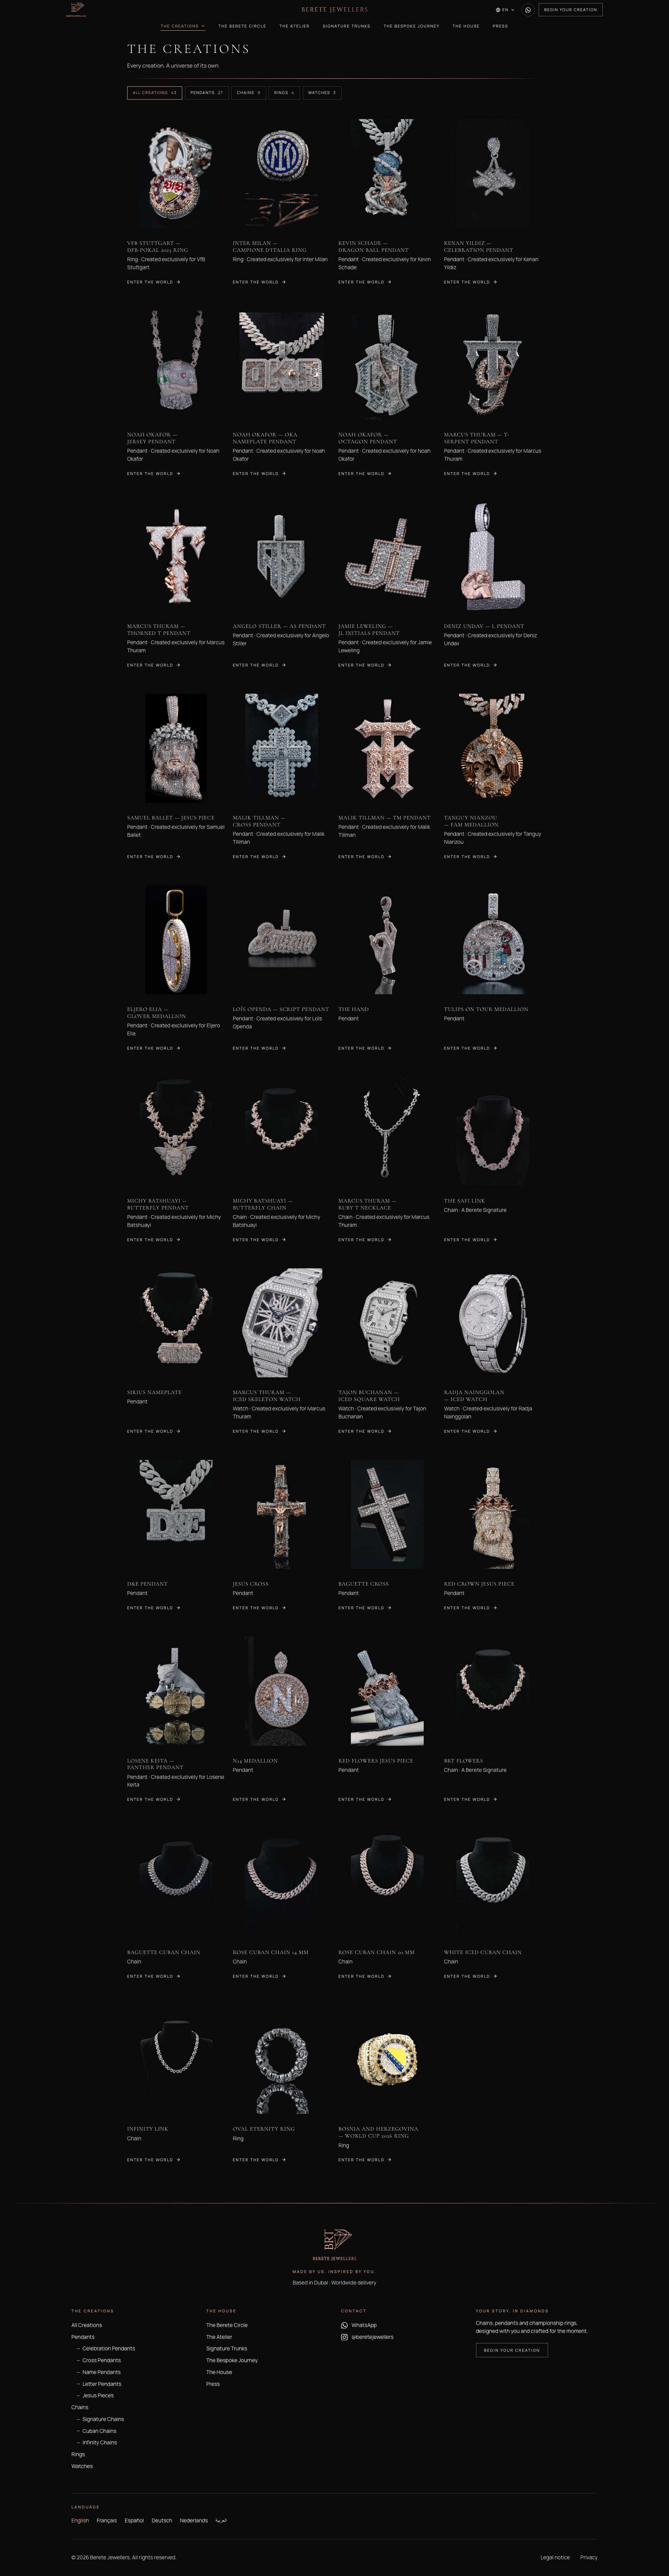 BERETE JEWELLERS
EN
BEGIN YOUR CREATION
THE CREATIONS
THE BERETE CIRCLE
THE ATELIER
SIGNATURE TRUNKS
THE BESPOKE JOURNEY
THE HOUSE
PRESS
THE CREATIONS
Every creation. A universe of its own.
ALL CREATIONS 43
PENDANTS 27
CHAINS 9
RINGS 4
WATCHES 3
VFB STUTTGART —
DFB-POKAL 2025 RING
Ring · Created exclusively for VfB
Stuttgart
ENTER THE WORLD →
INTER MILAN —
CAMPIONE D'ITALIA RING
Ring · Created exclusively for Inter Milan
ENTER THE WORLD →
KEVIN SCHADE —
DRAGON BALL PENDANT
Pendant · Created exclusively for Kevin
Schade
ENTER THE WORLD →
KENAN YILDIZ —
CELEBRATION PENDANT
Pendant · Created exclusively for Kenan
Yildiz
ENTER THE WORLD →
NOAH OKAFOR —
JERSEY PENDANT
Pendant · Created exclusively for Noah
Okafor
ENTER THE WORLD →
NOAH OKAFOR — OKA
NAMEPLATE PENDANT
Pendant · Created exclusively for Noah
Okafor
ENTER THE WORLD →
NOAH OKAFOR —
OCTAGON PENDANT
Pendant · Created exclusively for Noah
Okafor
ENTER THE WORLD →
MARCUS THURAM — T-
SERPENT PENDANT
Pendant · Created exclusively for Marcus
Thuram
ENTER THE WORLD →
MARCUS THURAM —
THORNED T PENDANT
Pendant · Created exclusively for Marcus
Thuram
ENTER THE WORLD →
ANGELO STILLER — AS PENDANT
Pendant · Created exclusively for Angelo
Stiller
ENTER THE WORLD →
JAMIE LEWELING —
JL INITIALS PENDANT
Pendant · Created exclusively for Jamie
Leweling
ENTER THE WORLD →
DENIZ UNDAV — L PENDANT
Pendant · Created exclusively for Deniz
Undav
ENTER THE WORLD →
SAMUEL BALLET — JESUS PIECE
Pendant · Created exclusively for Samuel
Ballet
ENTER THE WORLD →
MALIK TILLMAN —
CROSS PENDANT
Pendant · Created exclusively for Malik
Tillman
ENTER THE WORLD →
MALIK TILLMAN — TM PENDANT
Pendant · Created exclusively for Malik
Tillman
ENTER THE WORLD →
TANGUY NIANZOU
— FAM MEDALLION
Pendant · Created exclusively for Tanguy
Nianzou
ENTER THE WORLD →
ELJERO ELIA —
CLOVER MEDALLION
Pendant · Created exclusively for Eljero
Elia
ENTER THE WORLD →
LOÏS OPENDA — SCRIPT PENDANT
Pendant · Created exclusively for Loïs
Openda
ENTER THE WORLD →
THE HAND
Pendant
ENTER THE WORLD →
TULIPS ON TOUR MEDALLION
Pendant
ENTER THE WORLD →
MICHY BATSHUAYI —
BUTTERFLY PENDANT
Pendant · Created exclusively for Michy
Batshuayi
ENTER THE WORLD →
MICHY BATSHUAYI —
BUTTERFLY CHAIN
Chain · Created exclusively for Michy
Batshuayi
ENTER THE WORLD →
MARCUS THURAM —
RUBY T NECKLACE
Chain · Created exclusively for Marcus
Thuram
ENTER THE WORLD →
THE SAFI LINK
Chain · A Berete Signature
ENTER THE WORLD →
SIRIUS NAMEPLATE
Pendant
ENTER THE WORLD →
MARCUS THURAM —
ICED SKELETON WATCH
Watch · Created exclusively for Marcus
Thuram
ENTER THE WORLD →
TAJON BUCHANAN —
ICED SQUARE WATCH
Watch · Created exclusively for Tajon
Buchanan
ENTER THE WORLD →
RADJA NAINGGOLAN
— ICED WATCH
Watch · Created exclusively for Radja
Nainggolan
ENTER THE WORLD →
D&E PENDANT
Pendant
ENTER THE WORLD →
JESUS CROSS
Pendant
ENTER THE WORLD →
BAGUETTE CROSS
Pendant
ENTER THE WORLD →
RED CROWN JESUS PIECE
Pendant
ENTER THE WORLD →
LOSENE KEITA —
PANTHER PENDANT
Pendant · Created exclusively for Losene
Keita
ENTER THE WORLD →
N14 MEDALLION
Pendant
ENTER THE WORLD →
RED FLOWERS JESUS PIECE
Pendant
ENTER THE WORLD →
BRT FLOWERS
Chain · A Berete Signature
ENTER THE WORLD →
BAGUETTE CUBAN CHAIN
Chain
ENTER THE WORLD →
ROSE CUBAN CHAIN 14 MM
Chain
ENTER THE WORLD →
ROSE CUBAN CHAIN 10 MM
Chain
ENTER THE WORLD →
WHITE ICED CUBAN CHAIN
Chain
ENTER THE WORLD →
INFINITY LINK
Chain
ENTER THE WORLD →
OVAL ETERNITY RING
Ring
ENTER THE WORLD →
BOSNIA AND HERZEGOVINA
— WORLD CUP 2026 RING
Ring
ENTER THE WORLD →
BRT
BERETE JEWELLERS
MADE BY US. INSPIRED BY YOU.
Based in Dubai · Worldwide delivery
THE CREATIONS
All Creations
Pendants
— Celebration Pendants
— Cross Pendants
— Name Pendants
— Letter Pendants
— Jesus Pieces
Chains
— Signature Chains
— Cuban Chains
— Infinity Chains
Rings
Watches
THE HOUSE
The Berete Circle
The Atelier
Signature Trunks
The Bespoke Journey
The House
Press
CONTACT
WhatsApp
@beretejewellers
YOUR STORY, IN DIAMONDS
Chains, pendants and championship rings,
designed with you and crafted for the moment.
BEGIN YOUR CREATION
LANGUAGE
English
Français
Español
Deutsch
Nederlands
العربية
© 2026 Berete Jewellers. All rights reserved.
Legal notice
Privacy